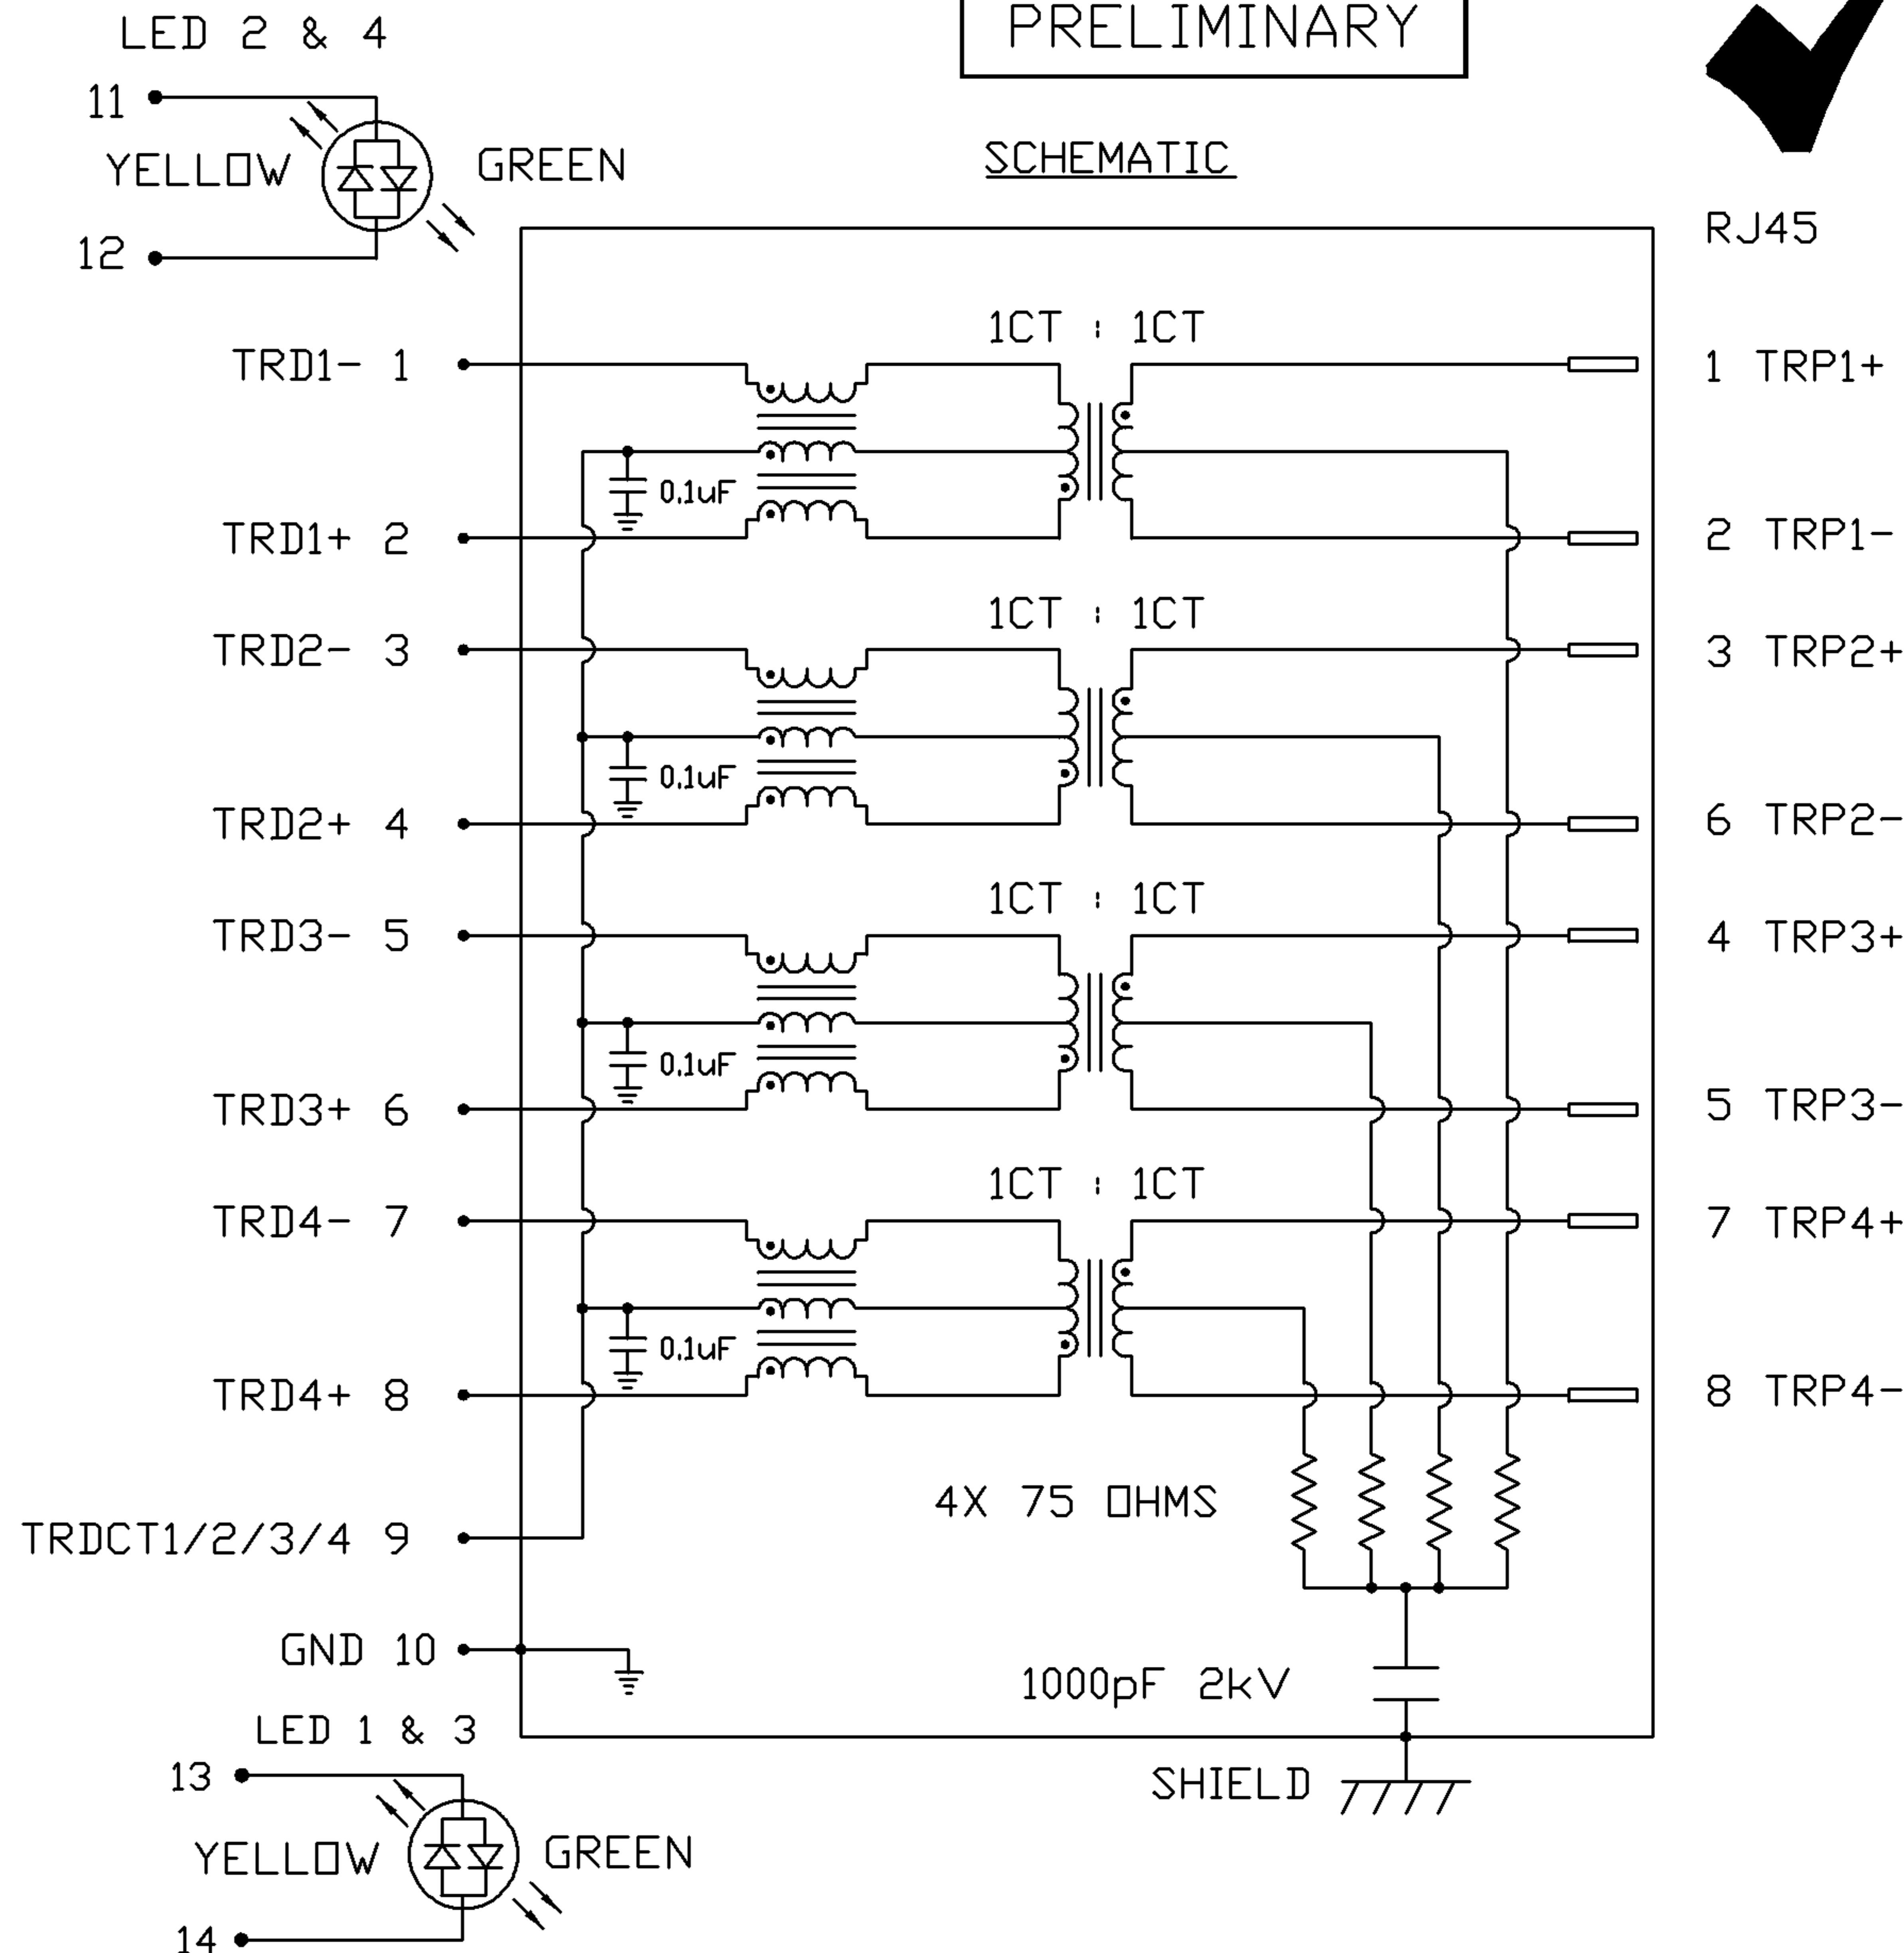 LED 2 & 4
PRELIMINARY
11
YELLOW
GREEN
12
SCHEMATIC
RJ45
1CT : 1CT
TRD1- 1
1 TRP1+
0.1uF
TRD1+ 2
2 TRP1-
1CT : 1CT
TRD2- 3
3 TRP2+
0.1uF
TRD2+ 4
6 TRP2-
1CT : 1CT
TRD3- 5
4 TRP3+
0.1uF
TRD3+ 6
5 TRP3-
1CT : 1CT
TRD4- 7
7 TRP4+
0.1uF
TRD4+ 8
8 TRP4-
4X 75 OHMS
TRDCT1/2/3/4 9
GND 10
1000pF 2kV
LED 1 & 3
13
SHIELD
YELLOW
GREEN
14